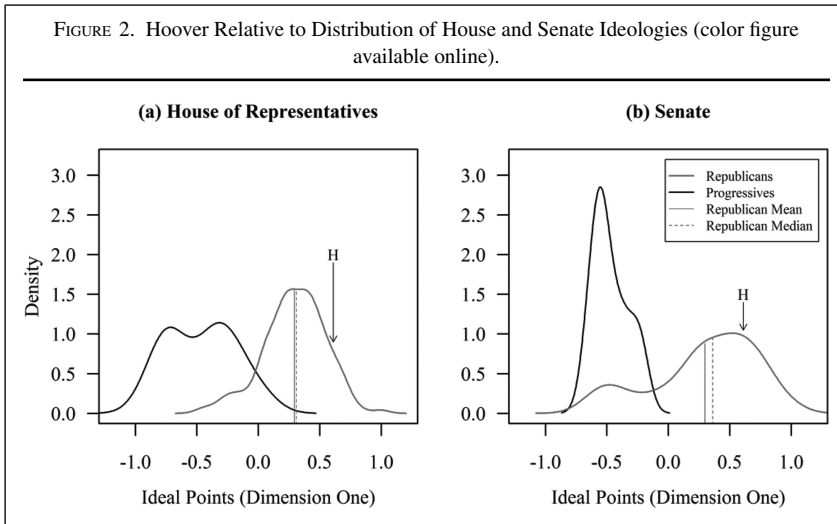 FIGURE 2. Hoover Relative to Distribution of House and Senate Ideologies (color figure
available online).
(a) House of Representatives
3.0
2.5
2.0
1.5
1.0
0.5
0.0
Density
H
-1.0 -0.5 0.0 0.5 1.0
Ideal Points (Dimension One)
(b) Senate
3.0
2.5
2.0
1.5
1.0
0.5
0.0
Republicans
Progressives
Republican Mean
Republican Median
H
-1.0 -0.5 0.0 0.5 1.0
Ideal Points (Dimension One)